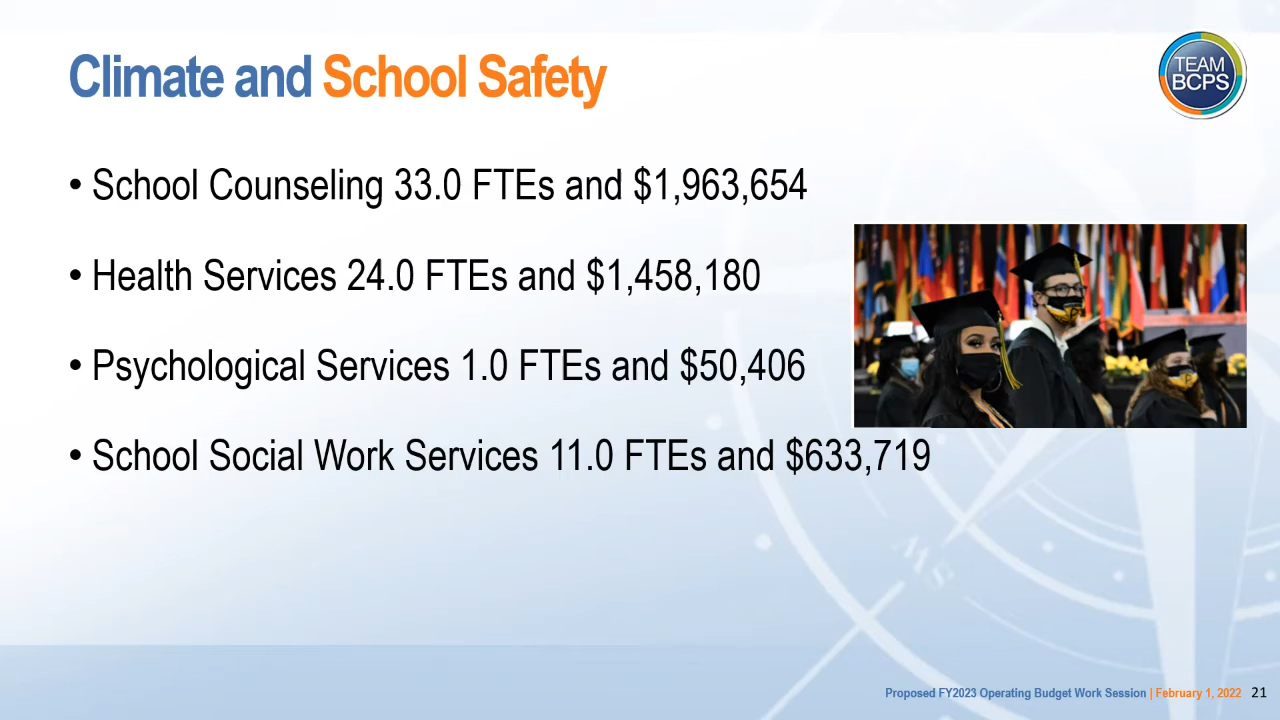 Climate and School Safety
TEAM
BCPS
• School Counseling 33.0 FTEs and $1,963,654
• Health Services 24.0 FTEs and $1,458,180
• Psychological Services 1.0 FTEs and $50,406
• School Social Work Services 11.0 FTEs and $633,719
SW
Proposed FY2023 Operating Budget Work Session | February 1, 2022 21